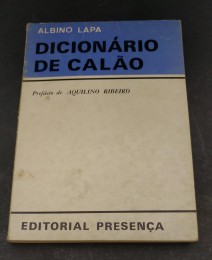 ALBINO LAPA
DICIONÁRIO
DE CALÃO
Prefácio de AQUILINO RIBEIRO
EDITORIAL PRESENÇA